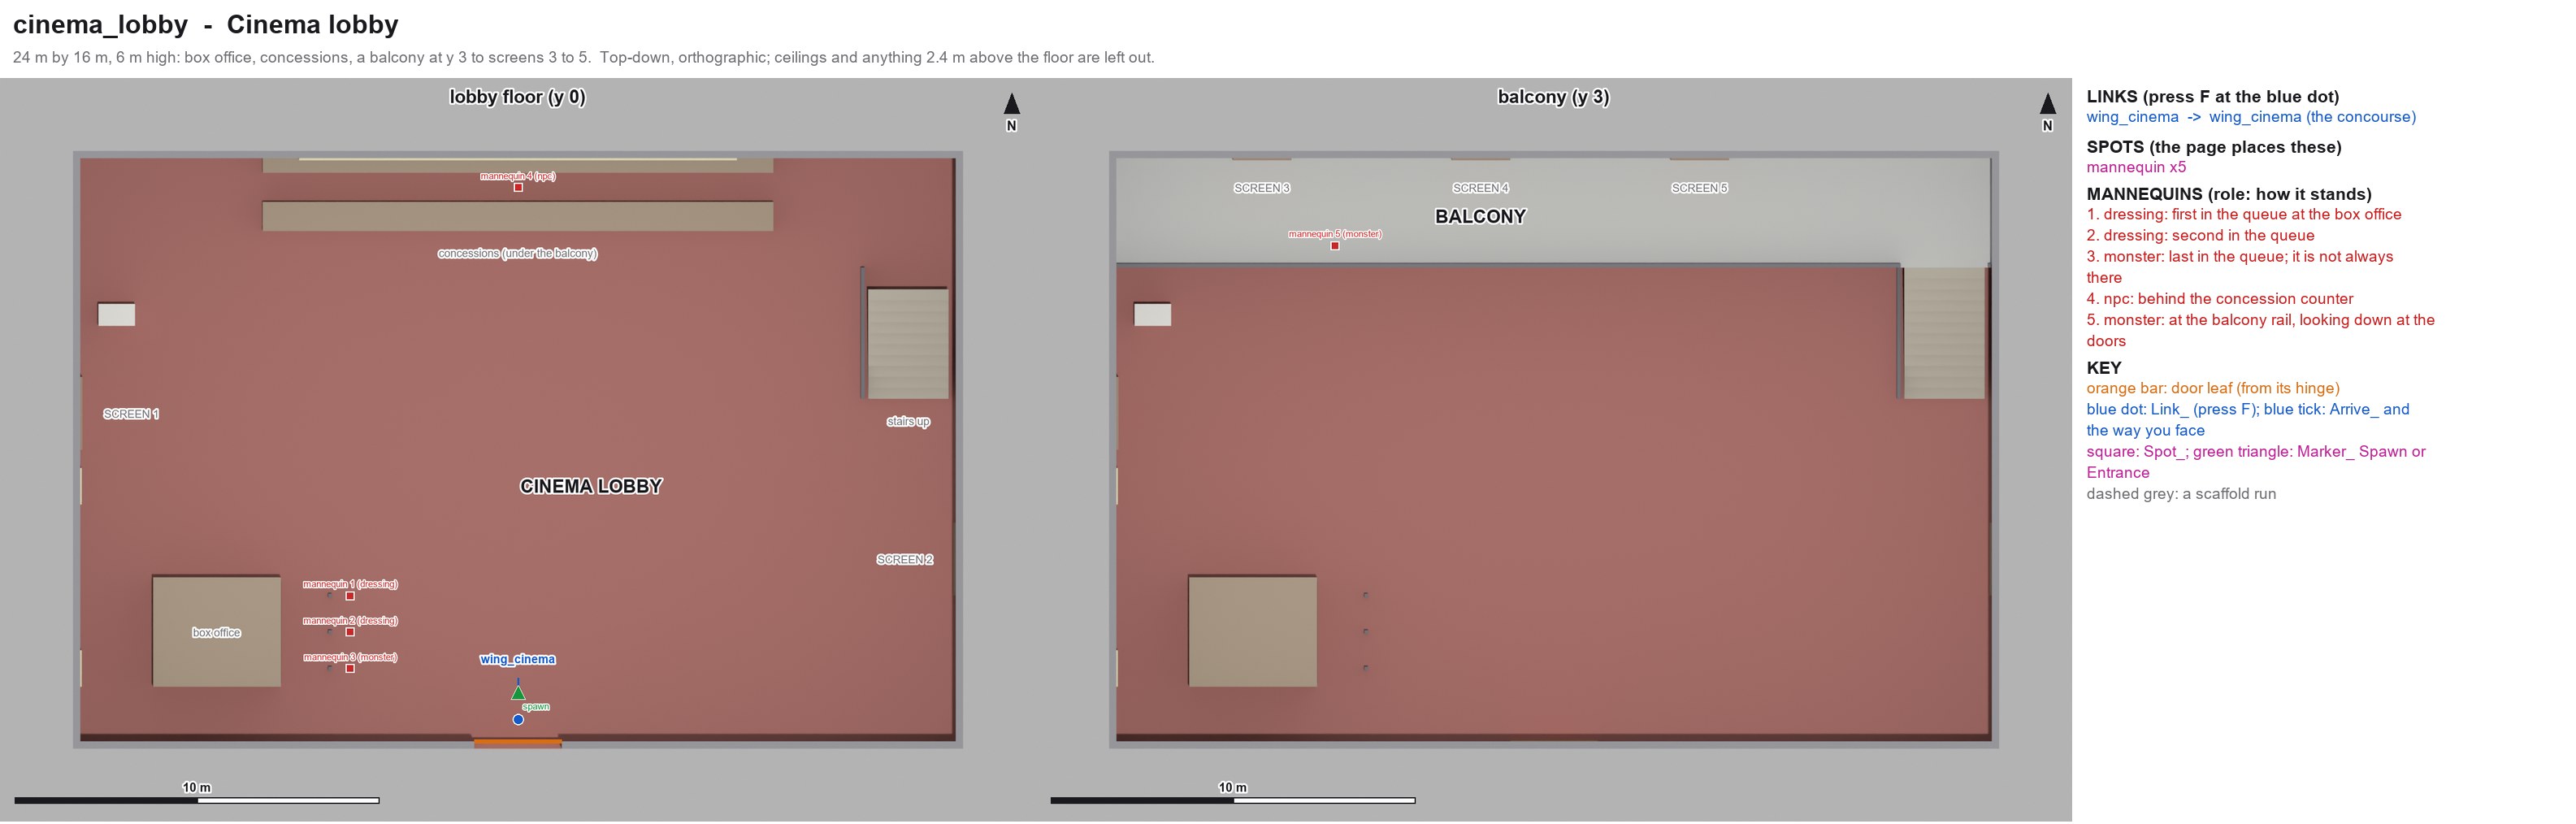 cinema_lobby - Cinema lobby
24 m by 16 m, 6 m high: box office, concessions, a balcony at y 3 to screens 3 to 5. Top-down, orthographic; ceilings and anything 2.4 m above the floor are left out.
lobby floor (y 0)
N
mannequin 4 (npc)
concessions (under the balcony)
SCREEN 1
stairs up
CINEMA LOBBY
SCREEN 2
mannequin 1 (dressing)
mannequin 2 (dressing)
box office
mannequin 3 (monster)
wing_cinema
spawn
10 m
balcony (y 3)
N
SCREEN 3
SCREEN 4
SCREEN 5
BALCONY
mannequin 5 (monster)
10 m
LINKS (press F at the blue dot)
wing_cinema -> wing_cinema (the concourse)
SPOTS (the page places these)
mannequin x5
MANNEQUINS (role: how it stands)
1. dressing: first in the queue at the box office
2. dressing: second in the queue
3. monster: last in the queue; it is not always
there
4. npc: behind the concession counter
5. monster: at the balcony rail, looking down at the
doors
KEY
orange bar: door leaf (from its hinge)
blue dot: Link_ (press F); blue tick: Arrive_ and
the way you face
square: Spot_; green triangle: Marker_ Spawn or
Entrance
dashed grey: a scaffold run